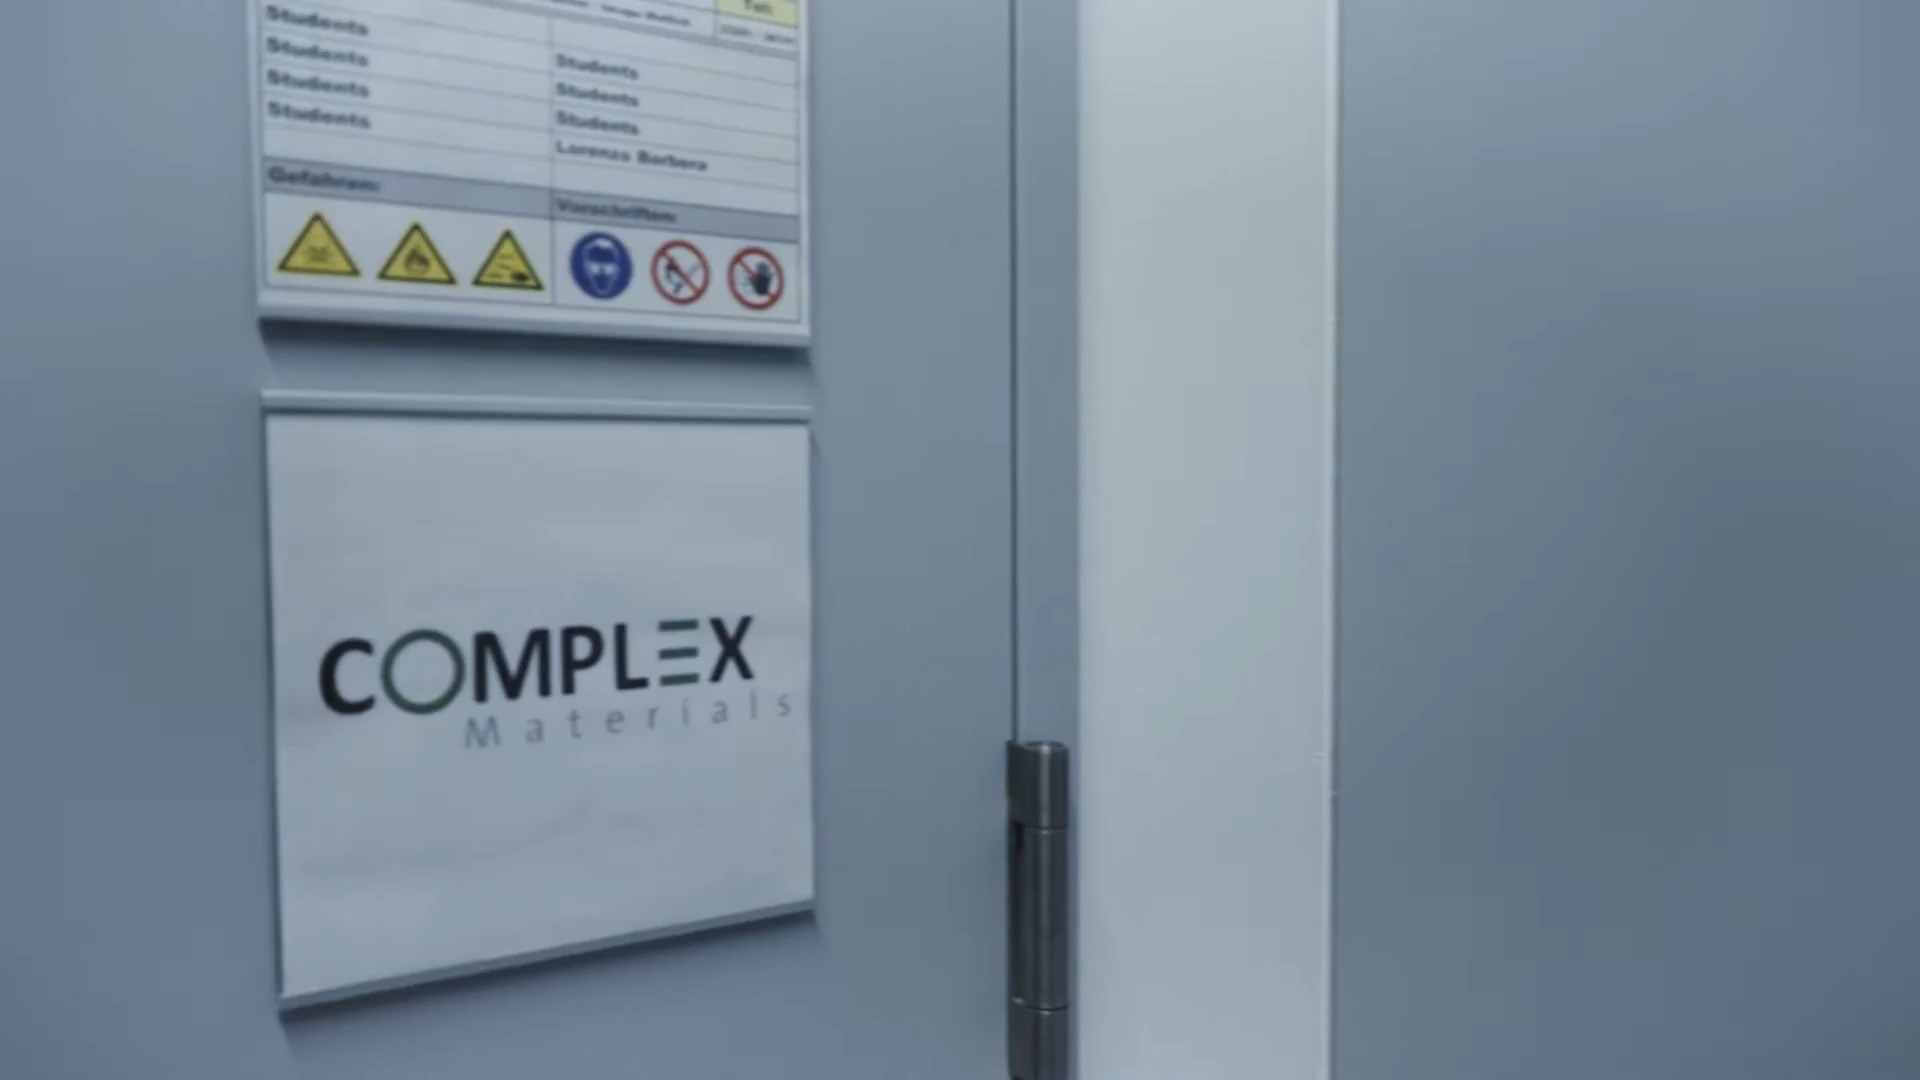 Tel:
Students
Students
Students
Students
Students
Students
Students
Lorenzo Barbera
Gefahren:
Vorschriften:
COMPLEX
Materials